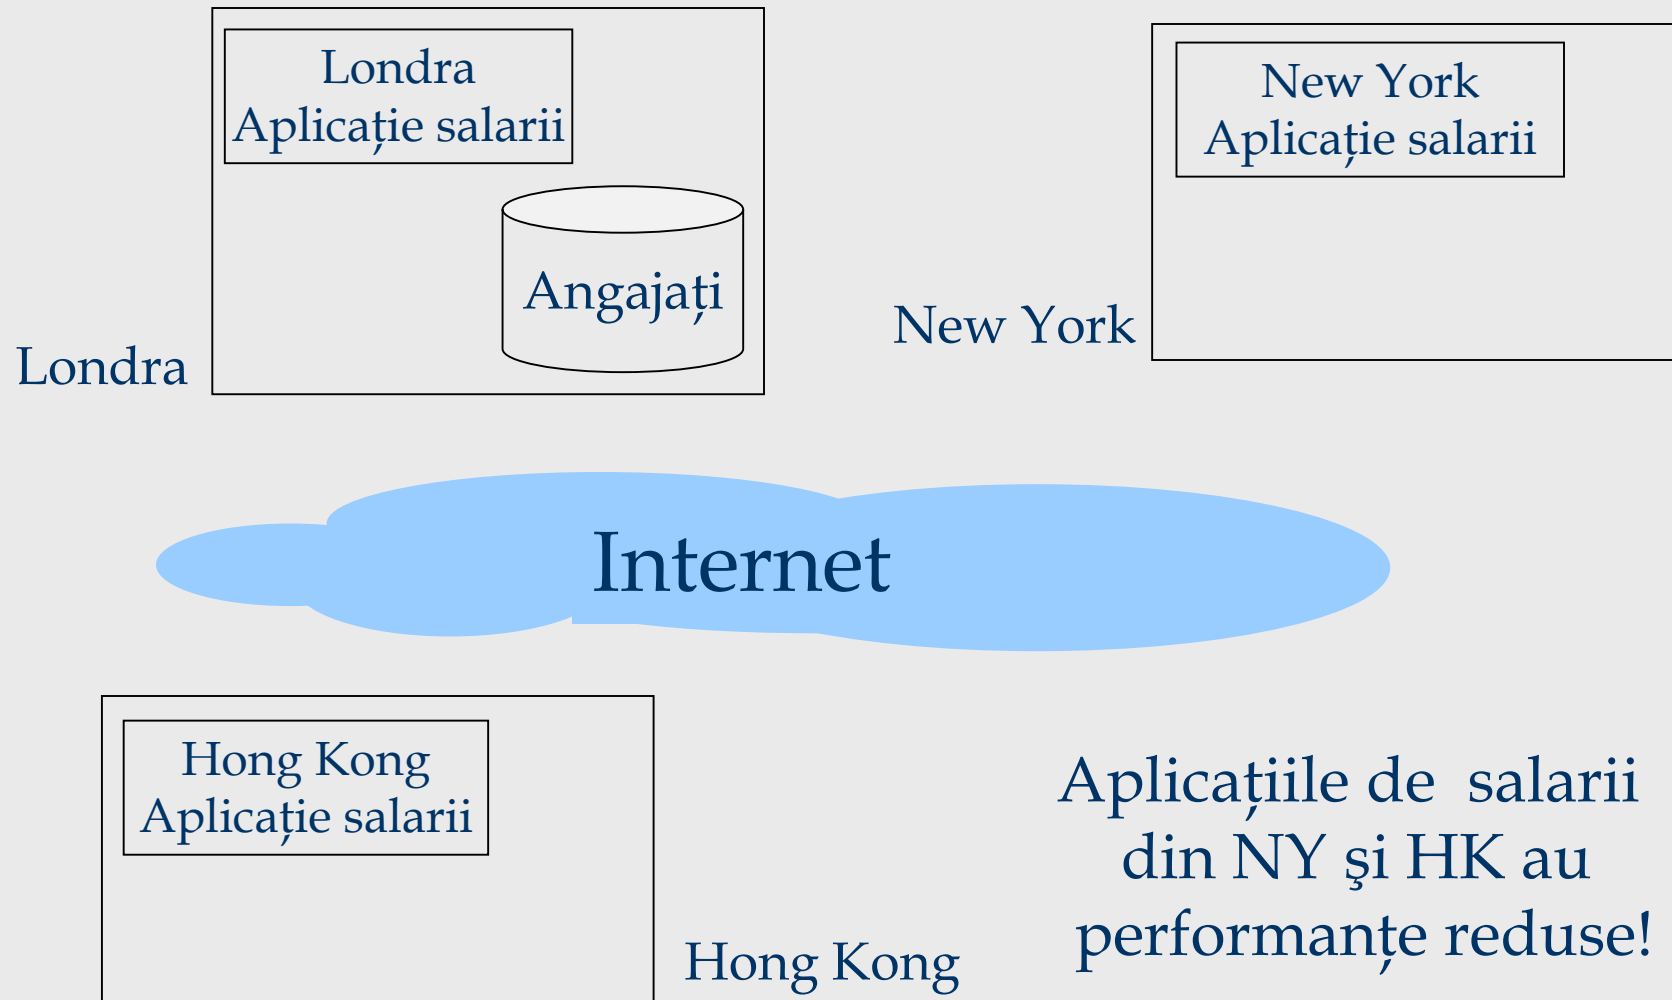 Londra
Aplicație salarii
Angajați
Londra
New York
Aplicație salarii
New York
Internet
Hong Kong
Aplicație salarii
Hong Kong
Aplicațiile de  salarii
din NY şi HK au
performanțe reduse!